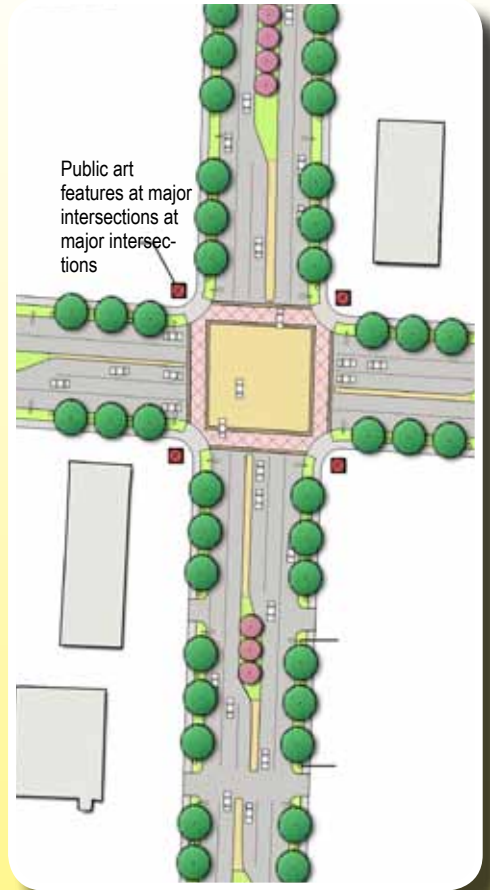 Public art
features at major
intersections at
major intersec-
tions